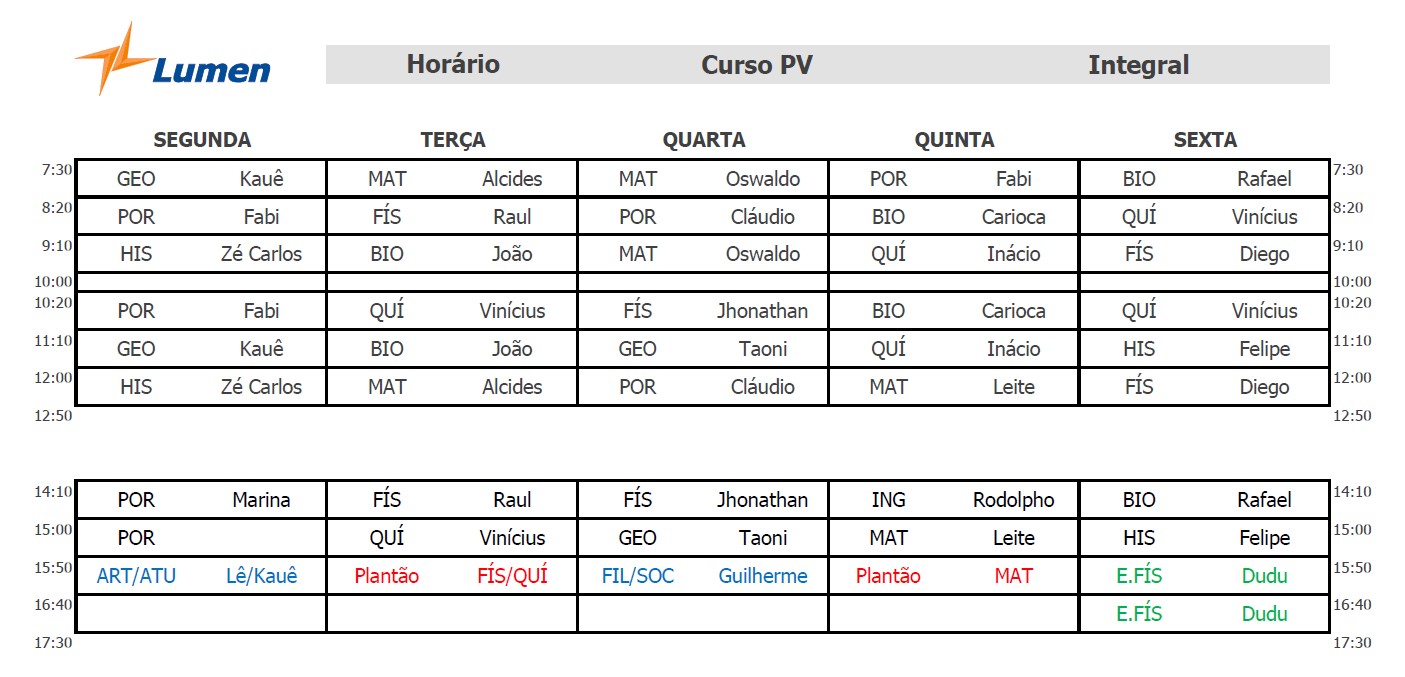 Lumen
Horário Curso PV Integral
SEGUNDA TERÇA QUARTA QUINTA SEXTA
7:30 GEO Kauê MAT Alcides MAT Oswaldo POR Fabi BIO Rafael 7:30
8:20 POR Fabi FÍS Raul POR Cláudio BIO Carioca QUÍ Vinícius 8:20
9:10 HIS Zé Carlos BIO João MAT Oswaldo QUÍ Inácio FÍS Diego 9:10
10:00 10:00
10:20 POR Fabi QUÍ Vinícius FÍS Jhonathan BIO Carioca QUÍ Vinícius 10:20
11:10 GEO Kauê BIO João GEO Taoni QUÍ Inácio HIS Felipe 11:10
12:00 HIS Zé Carlos MAT Alcides POR Cláudio MAT Leite FÍS Diego 12:00
12:50 12:50
14:10 POR Marina FÍS Raul FÍS Jhonathan ING Rodolpho BIO Rafael 14:10
15:00 POR QUÍ Vinícius GEO Taoni MAT Leite HIS Felipe 15:00
15:50 ART/ATU Lê/Kauê Plantão FÍS/QUÍ FIL/SOC Guilherme Plantão MAT E.FÍS Dudu 15:50
16:40 E.FÍS Dudu 16:40
17:30 17:30